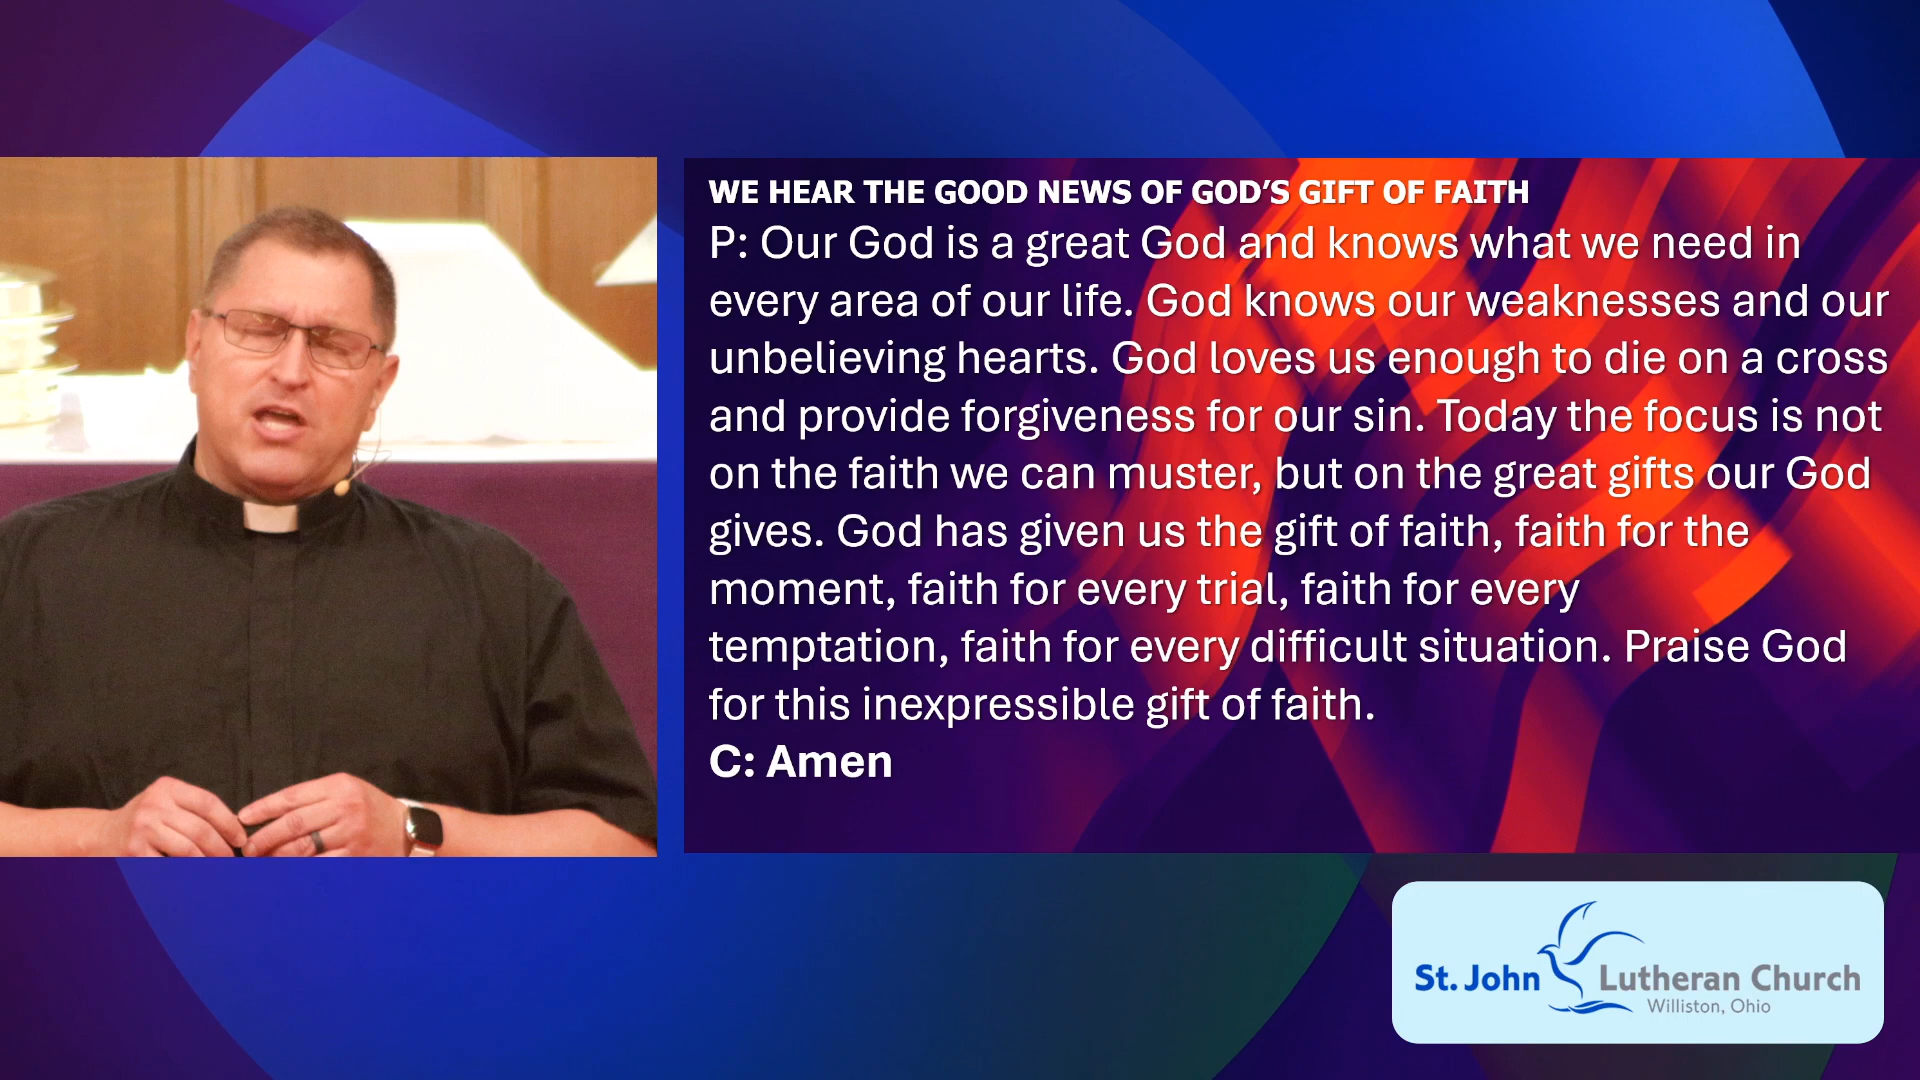 WE HEAR THE GOOD NEWS OF GOD’S GIFT OF FAITH
P: Our God is a great God and knows what we need in
every area of our life. God knows our weaknesses and our
unbelieving hearts. God loves us enough to die on a cross
and provide forgiveness for our sin. Today the focus is not
on the faith we can muster, but on the great gifts our God
gives. God has given us the gift of faith, faith for the
moment, faith for every trial, faith for every
temptation, faith for every difficult situation. Praise God
for this inexpressible gift of faith.
C: Amen
St. John Lutheran Church
Williston, Ohio